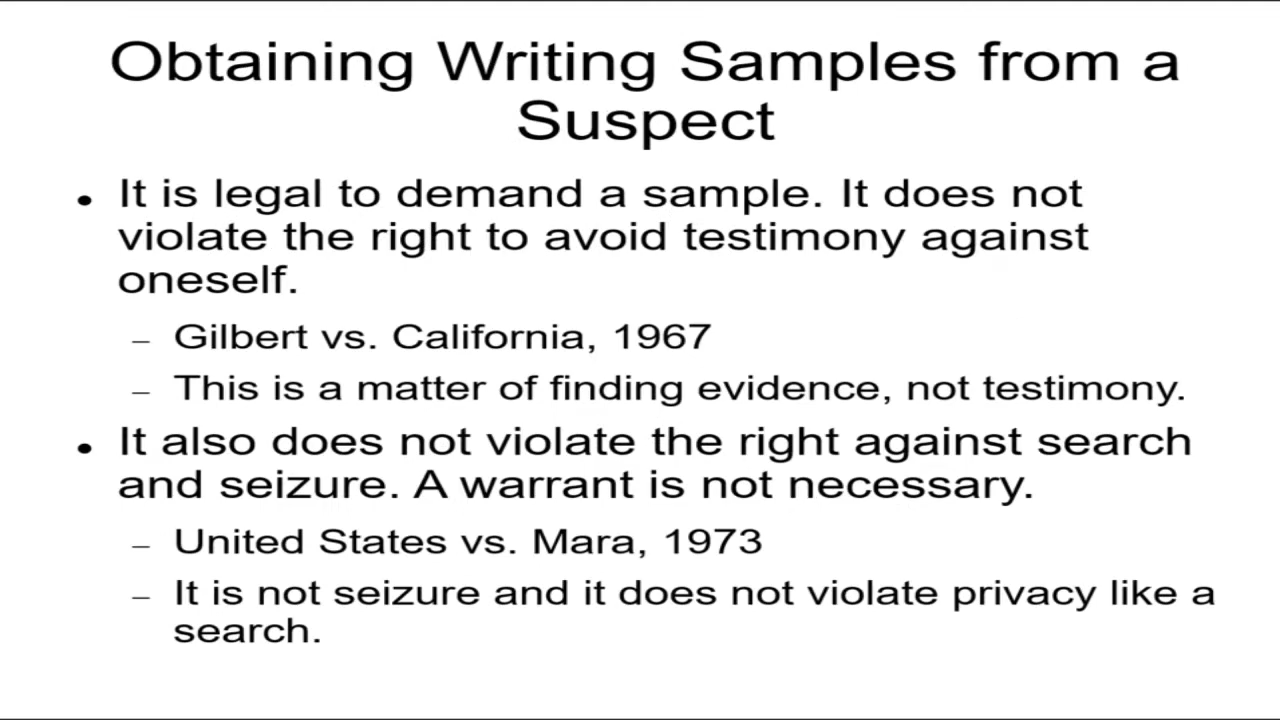 Obtaining Writing Samples from a
Suspect
• It is legal to demand a sample. It does not
violate the right to avoid testimony against
oneself.
– Gilbert vs. California, 1967
– This is a matter of finding evidence, not testimony.
• It also does not violate the right against search
and seizure. A warrant is not necessary.
– United States vs. Mara, 1973
– It is not seizure and it does not violate privacy like a
search.